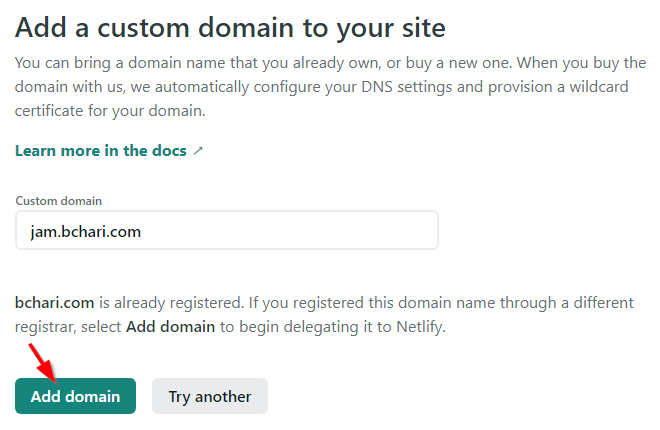 Add a custom domain to your site
You can bring a domain name that you already own, or buy a new one. When you buy the
domain with us, we automatically configure your DNS settings and provision a wildcard
certificate for your domain.
Learn more in the docs ↗
Custom domain
jam.bchari.com
bchari.com is already registered. If you registered this domain name through a different
registrar, select Add domain to begin delegating it to Netlify.
Add domain Try another